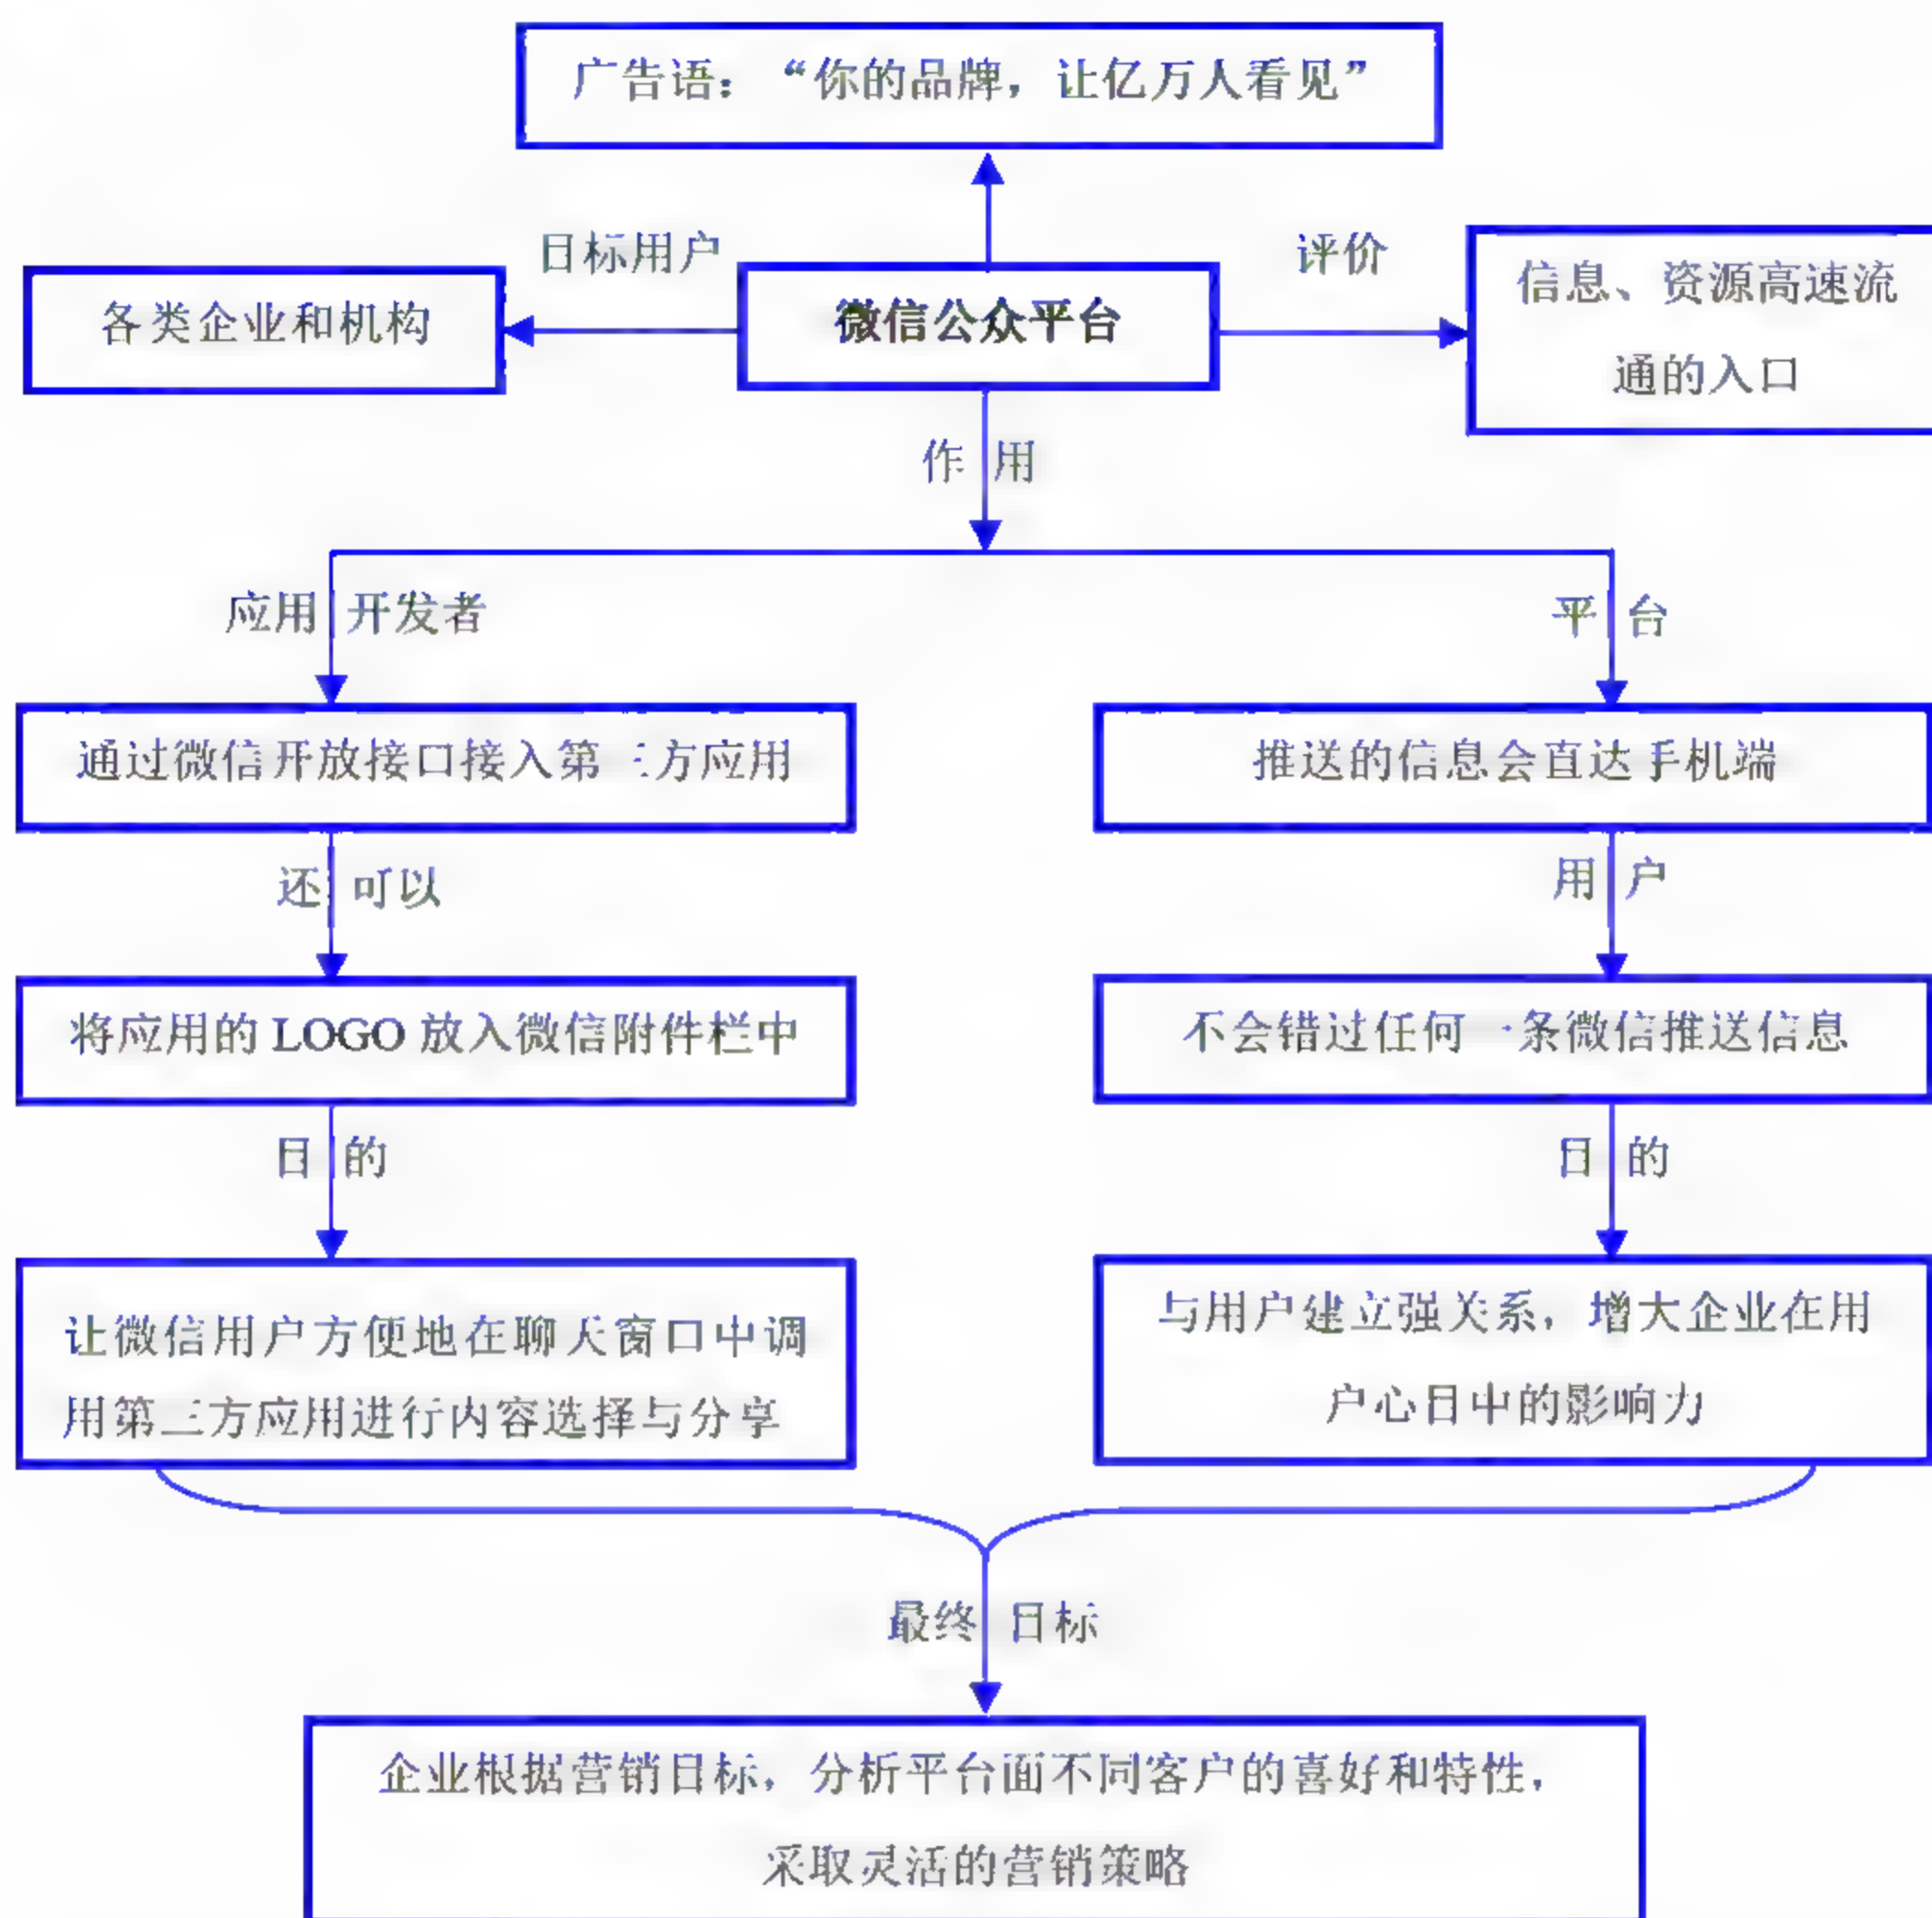 广告语：“你的品牌，让亿万人看见”
目标用户
评价
各类企业和机构
微信公众平台
信息、资源高速流
通的入口
作用
应用开发者
平台
通过微信开放接口接入第三方应用
推送的信息会直达手机端
还可以
用户
将应用的 LOGO 放入微信附件栏中
不会错过任何一条微信推送信息
目的
目的
让微信用户方便地在聊天窗口中调
用第三方应用进行内容选择与分享
与用户建立强关系，增大企业在用
户心目中的影响力
最终目标
企业根据营销目标，分析平台面不同客户的喜好和特性，
采取灵活的营销策略